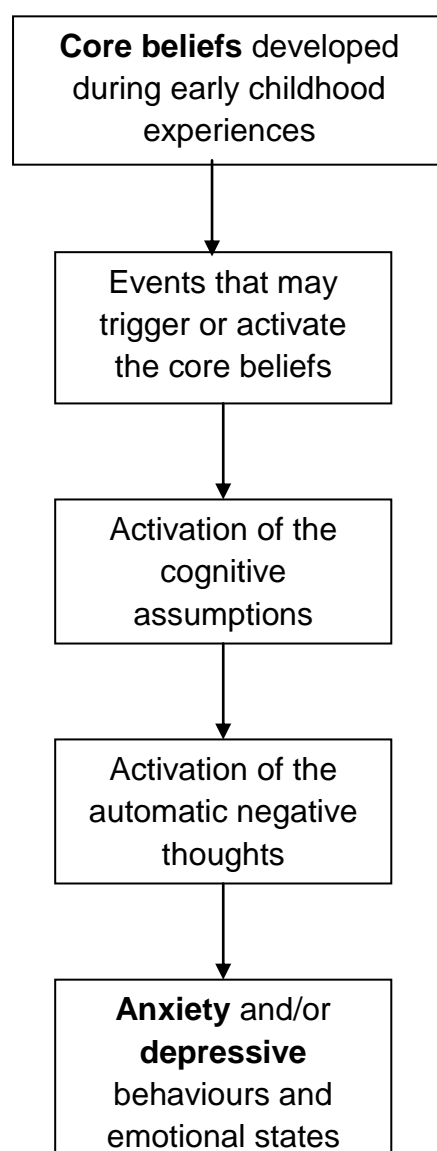 Core beliefs developed
during early childhood
experiences
Events that may
trigger or activate
the core beliefs
Activation of the
cognitive
assumptions
Activation of the
automatic negative
thoughts
Anxiety and/or
depressive
behaviours and
emotional states